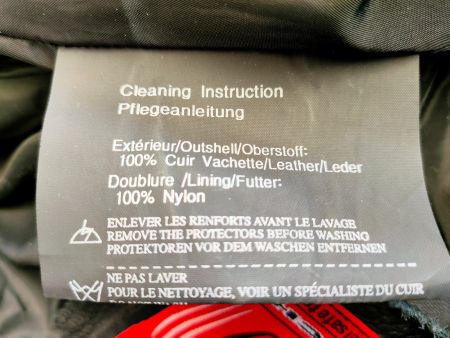 Cleaning Instruction
Pflegeanleitung
Extérieur/Outshell/Oberstoff:
100% Cuir Vachette/Leather/Leder
Doublure /Lining/Futter:
100% Nylon
ENLEVER LES RENFORTS AVANT LE LAVAGE
REMOVE THE PROTECTORS BEFORE WASHING
PROTEKTOREN VOR DEM WASCHEN ENTFERNEN
NE PAS LAVER
POUR LE NETTOYAGE, VOIR UN SPÉCIALISTE DU CUIR